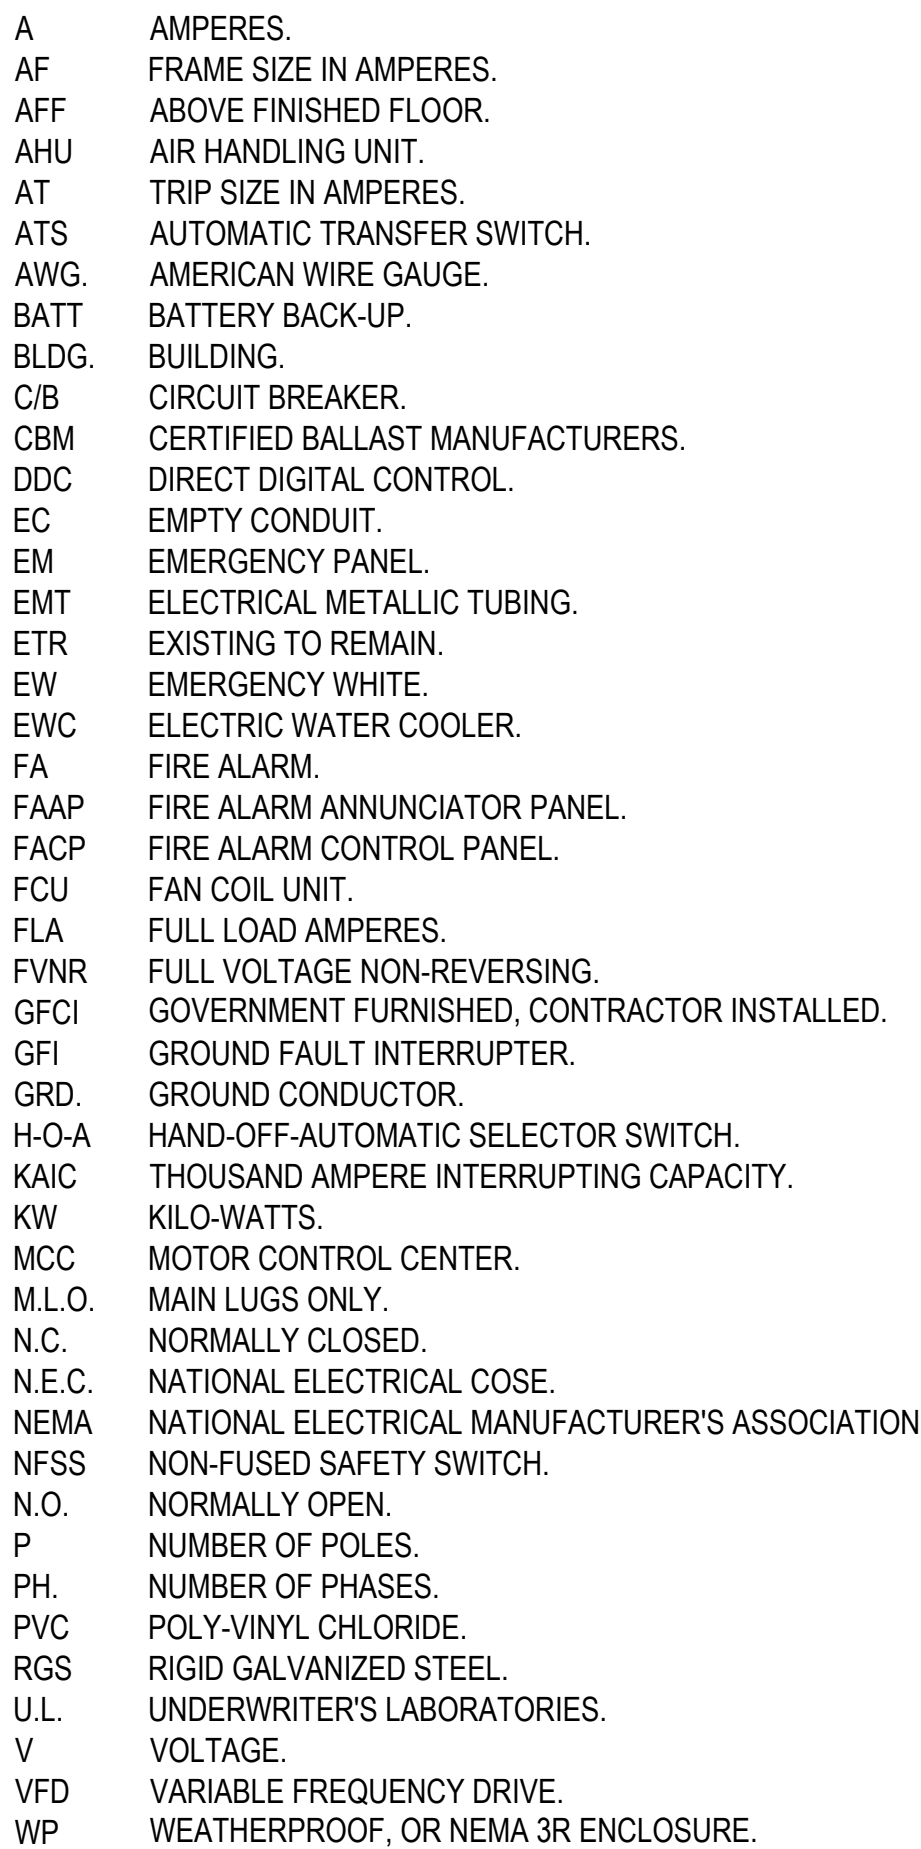 A AMPERES.
AF FRAME SIZE IN AMPERES.
AFF ABOVE FINISHED FLOOR.
AHU AIR HANDLING UNIT.
AT TRIP SIZE IN AMPERES.
ATS AUTOMATIC TRANSFER SWITCH.
AWG. AMERICAN WIRE GAUGE.
BATT BATTERY BACK-UP.
BLDG. BUILDING.
C/B CIRCUIT BREAKER.
CBM CERTIFIED BALLAST MANUFACTURERS.
DDC DIRECT DIGITAL CONTROL.
EC EMPTY CONDUIT.
EM EMERGENCY PANEL.
EMT ELECTRICAL METALLIC TUBING.
ETR EXISTING TO REMAIN.
EW EMERGENCY WHITE.
EWC ELECTRIC WATER COOLER.
FA FIRE ALARM.
FAAP FIRE ALARM ANNUNCIATOR PANEL.
FACP FIRE ALARM CONTROL PANEL.
FCU FAN COIL UNIT.
FLA FULL LOAD AMPERES.
FVNR FULL VOLTAGE NON-REVERSING.
GFCI GOVERNMENT FURNISHED, CONTRACTOR INSTALLED.
GFI GROUND FAULT INTERRUPTER.
GRD. GROUND CONDUCTOR.
H-O-A HAND-OFF-AUTOMATIC SELECTOR SWITCH.
KAIC THOUSAND AMPERE INTERRUPTING CAPACITY.
KW KILO-WATTS.
MCC MOTOR CONTROL CENTER.
M.L.O. MAIN LUGS ONLY.
N.C. NORMALLY CLOSED.
N.E.C. NATIONAL ELECTRICAL COSE.
NEMA NATIONAL ELECTRICAL MANUFACTURER'S ASSOCIATION
NFSS NON-FUSED SAFETY SWITCH.
N.O. NORMALLY OPEN.
P NUMBER OF POLES.
PH. NUMBER OF PHASES.
PVC POLY-VINYL CHLORIDE.
RGS RIGID GALVANIZED STEEL.
U.L. UNDERWRITER'S LABORATORIES.
V VOLTAGE.
VFD VARIABLE FREQUENCY DRIVE.
WP WEATHERPROOF, OR NEMA 3R ENCLOSURE.